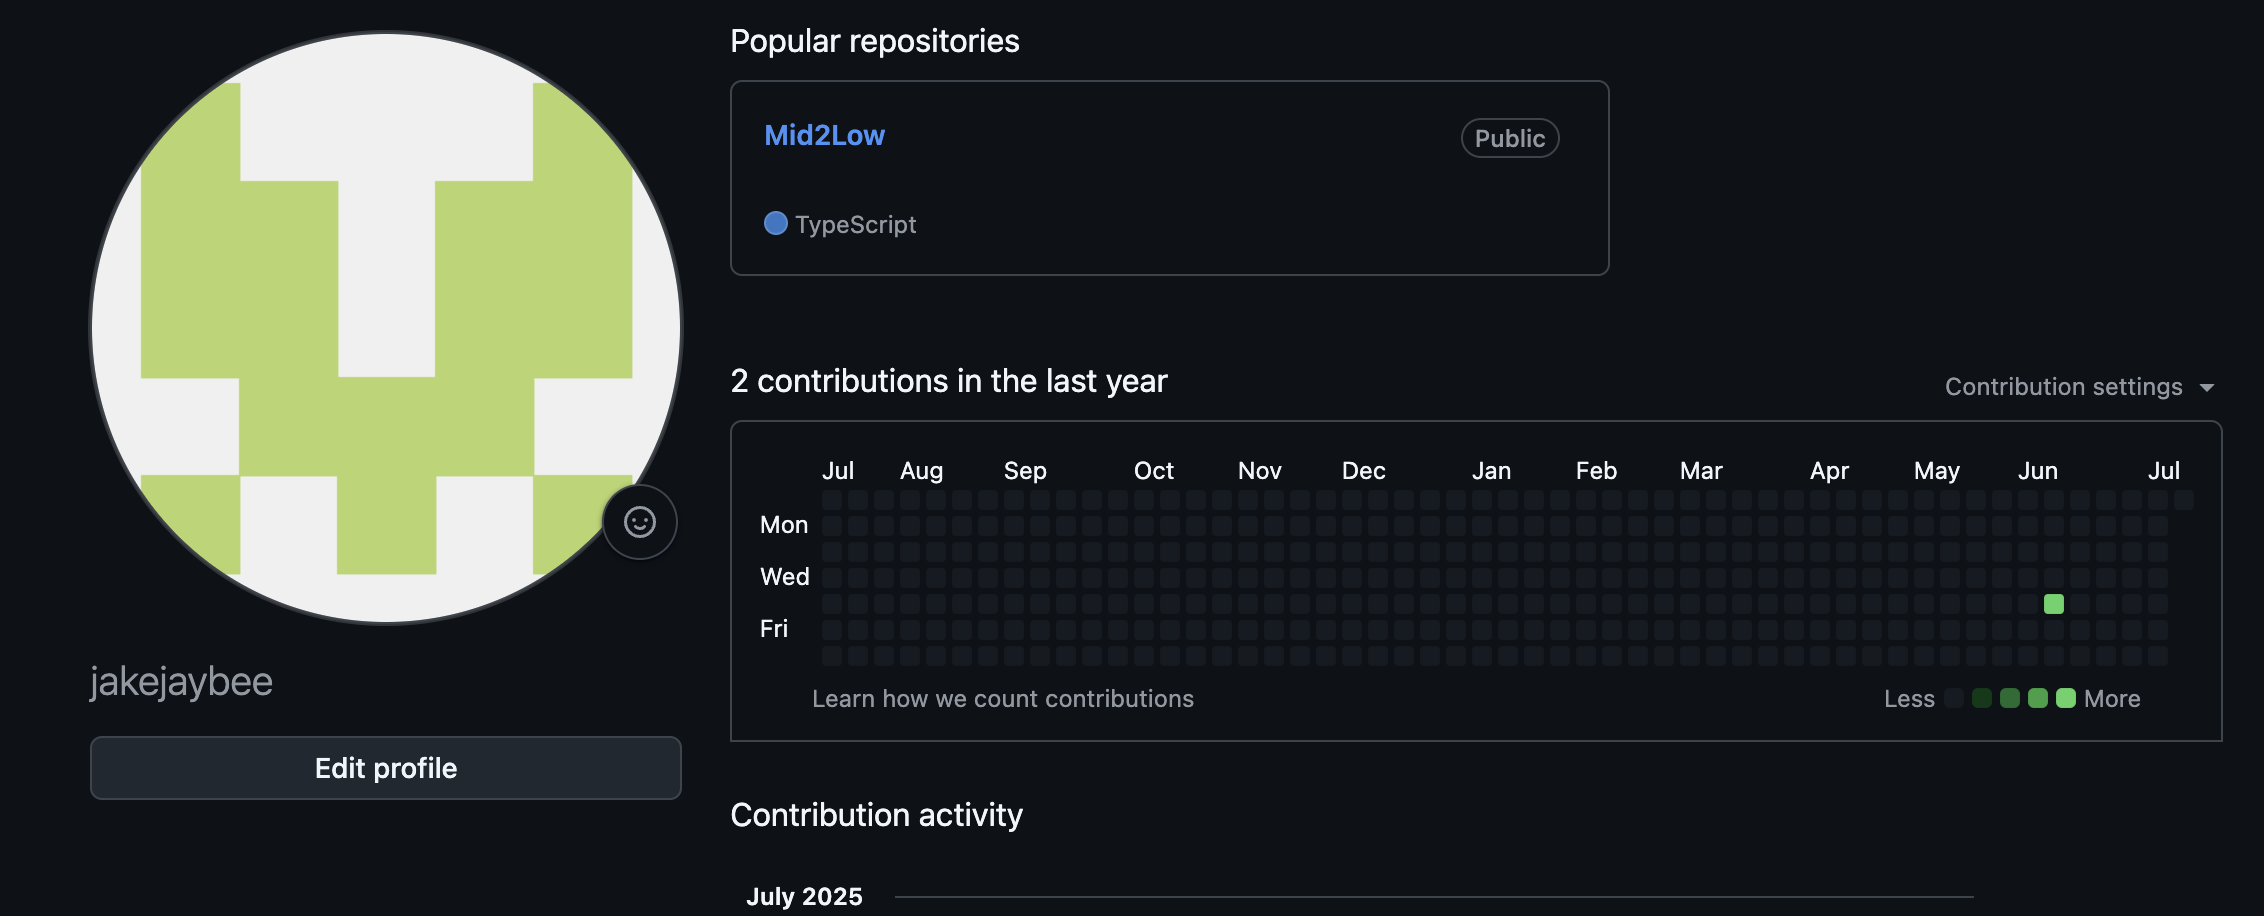 Popular repositories
Mid2Low
Public
TypeScript
2 contributions in the last year
Contribution settings
Jul Aug Sep Oct Nov Dec Jan Feb Mar Apr May Jun Jul
Mon
Wed
Fri
Learn how we count contributions
Less More
jakejaybee
Edit profile
Contribution activity
July 2025